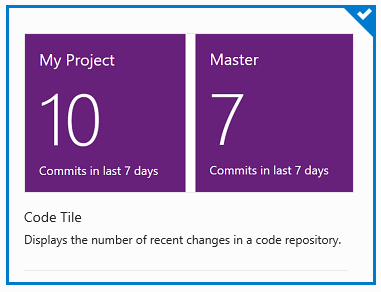 My Project
10
Commits in last 7 days
Master
7
Commits in last 7 days
Code Tile
Displays the number of recent changes in a code repository.